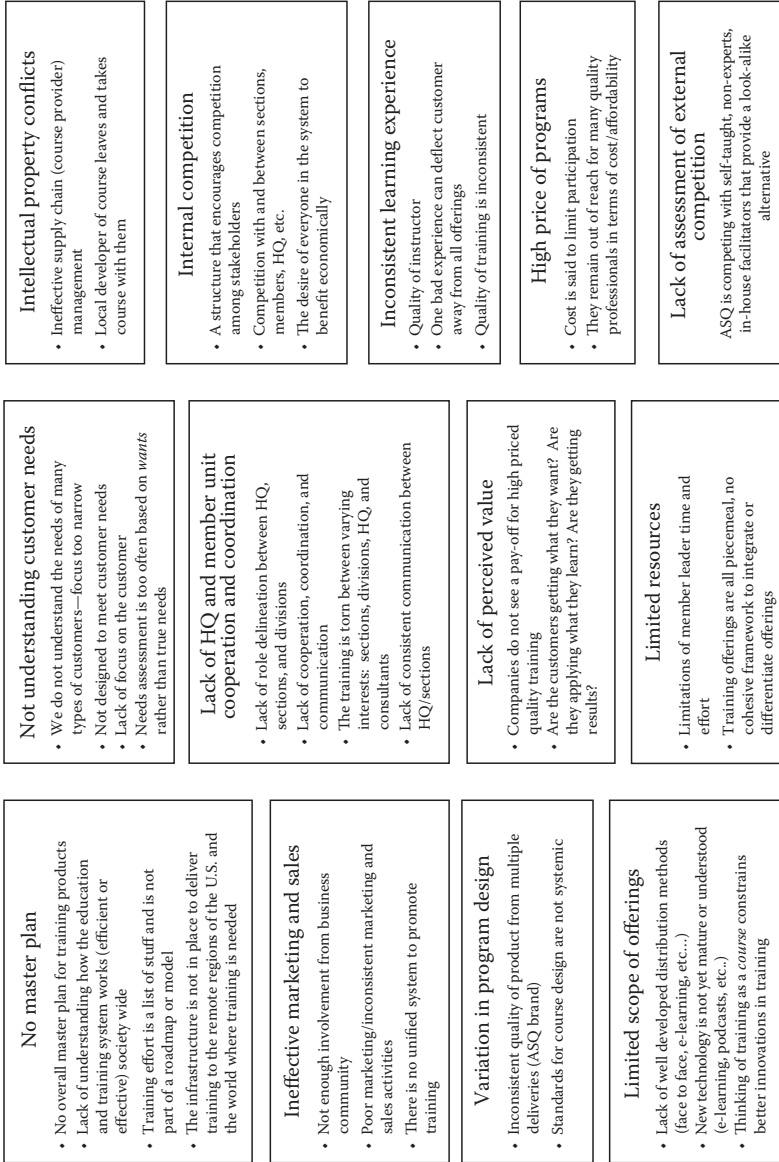 No master plan
• No overall master plan for training products
• Lack of understanding how the education
and training system works (efficient or
effective) society wide
• Training effort is a list of stuff and is not
part of a roadmap or model
• The infrastructure is not in place to deliver
training to the remote regions of the U.S. and
the world where training is needed
Ineffective marketing and sales
• Not enough involvement from business
community
• Poor marketing/inconsistent marketing and
sales activities
• There is no unified system to promote
training
Variation in program design
• Inconsistent quality of product from multiple
deliveries (ASQ brand)
• Standards for course design are not systemic
Limited scope of offerings
• Lack of well developed distribution methods
(face to face, e-learning, etc...)
• New technology is not yet mature or understood
(e-learning, podcasts, etc..)
• Thinking of training as a course constrains
better innovations in training
Not understanding customer needs
• We do not understand the needs of many
types of customers—focus too narrow
• Not designed to meet customer needs
• Lack of focus on the customer
• Needs assessment is too often based on wants
rather than true needs
Lack of HQ and member unit
cooperation and coordination
• Lack of role delineation between HQ,
sections, and divisions
• Lack of cooperation, coordination, and
communication
• The training is torn between varying
interests: sections, divisions, HQ, and
consultants
• Lack of consistent communication between
HQ/sections
Lack of perceived value
• Companies do not see a pay-off for high priced
quality training
• Are the customers getting what they want? Are
they applying what they learn? Are they getting
results?
Limited resources
• Limitations of member leader time and
effort
• Training offerings are all piecemeal, no
cohesive framework to integrate or
differentiate offerings
Intellectual property conflicts
• Ineffective supply chain (course provider)
management
• Local developer of course leaves and takes
course with them
Internal competition
• A structure that encourages competition
among stakeholders
• Competition with and between sections,
members, HQ, etc.
• The desire of everyone in the system to
benefit economically
Inconsistent learning experience
• Quality of instructor
• One bad experience can deflect customer
away from all offerings
• Quality of training is inconsistent
High price of programs
• Cost is said to limit participation
• They remain out of reach for many quality
professionals in terms of cost/affordability
Lack of assessment of external
competition
ASQ is competing with self-taught, non-experts,
in-house facilitators that provide a look-alike
alternative